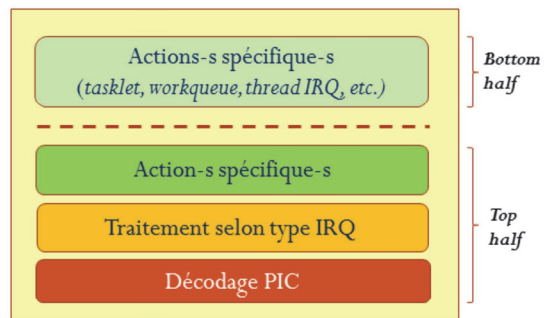 Actions-s spécifique-s
(tasklet, workqueue, thread IRQ, etc.)
Bottom
half
Action-s spécifique-s
Traitement selon type IRQ
Top
half
Décodage PIC